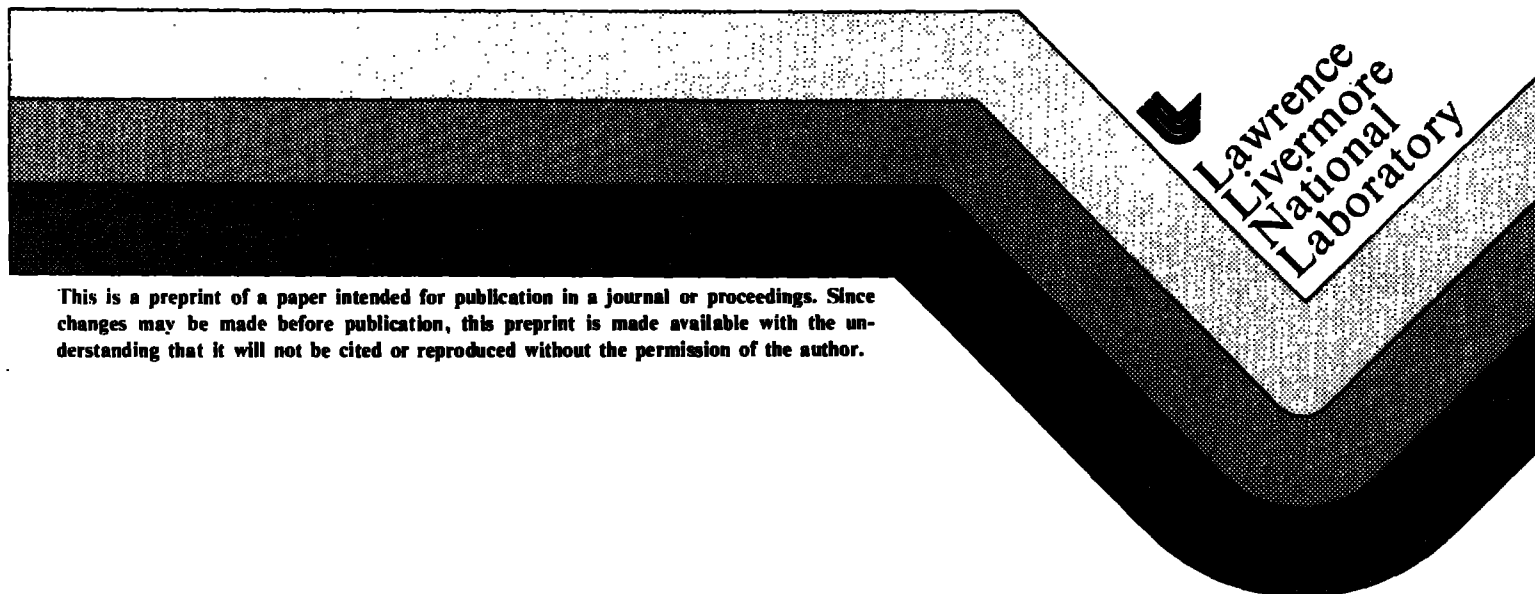 Lawrence
Livermore
National
Laboratory
This is a preprint of a paper intended for publication in a journal or proceedings. Since
changes may be made before publication, this preprint is made available with the un-
derstanding that it will not be cited or reproduced without the permission of the author.